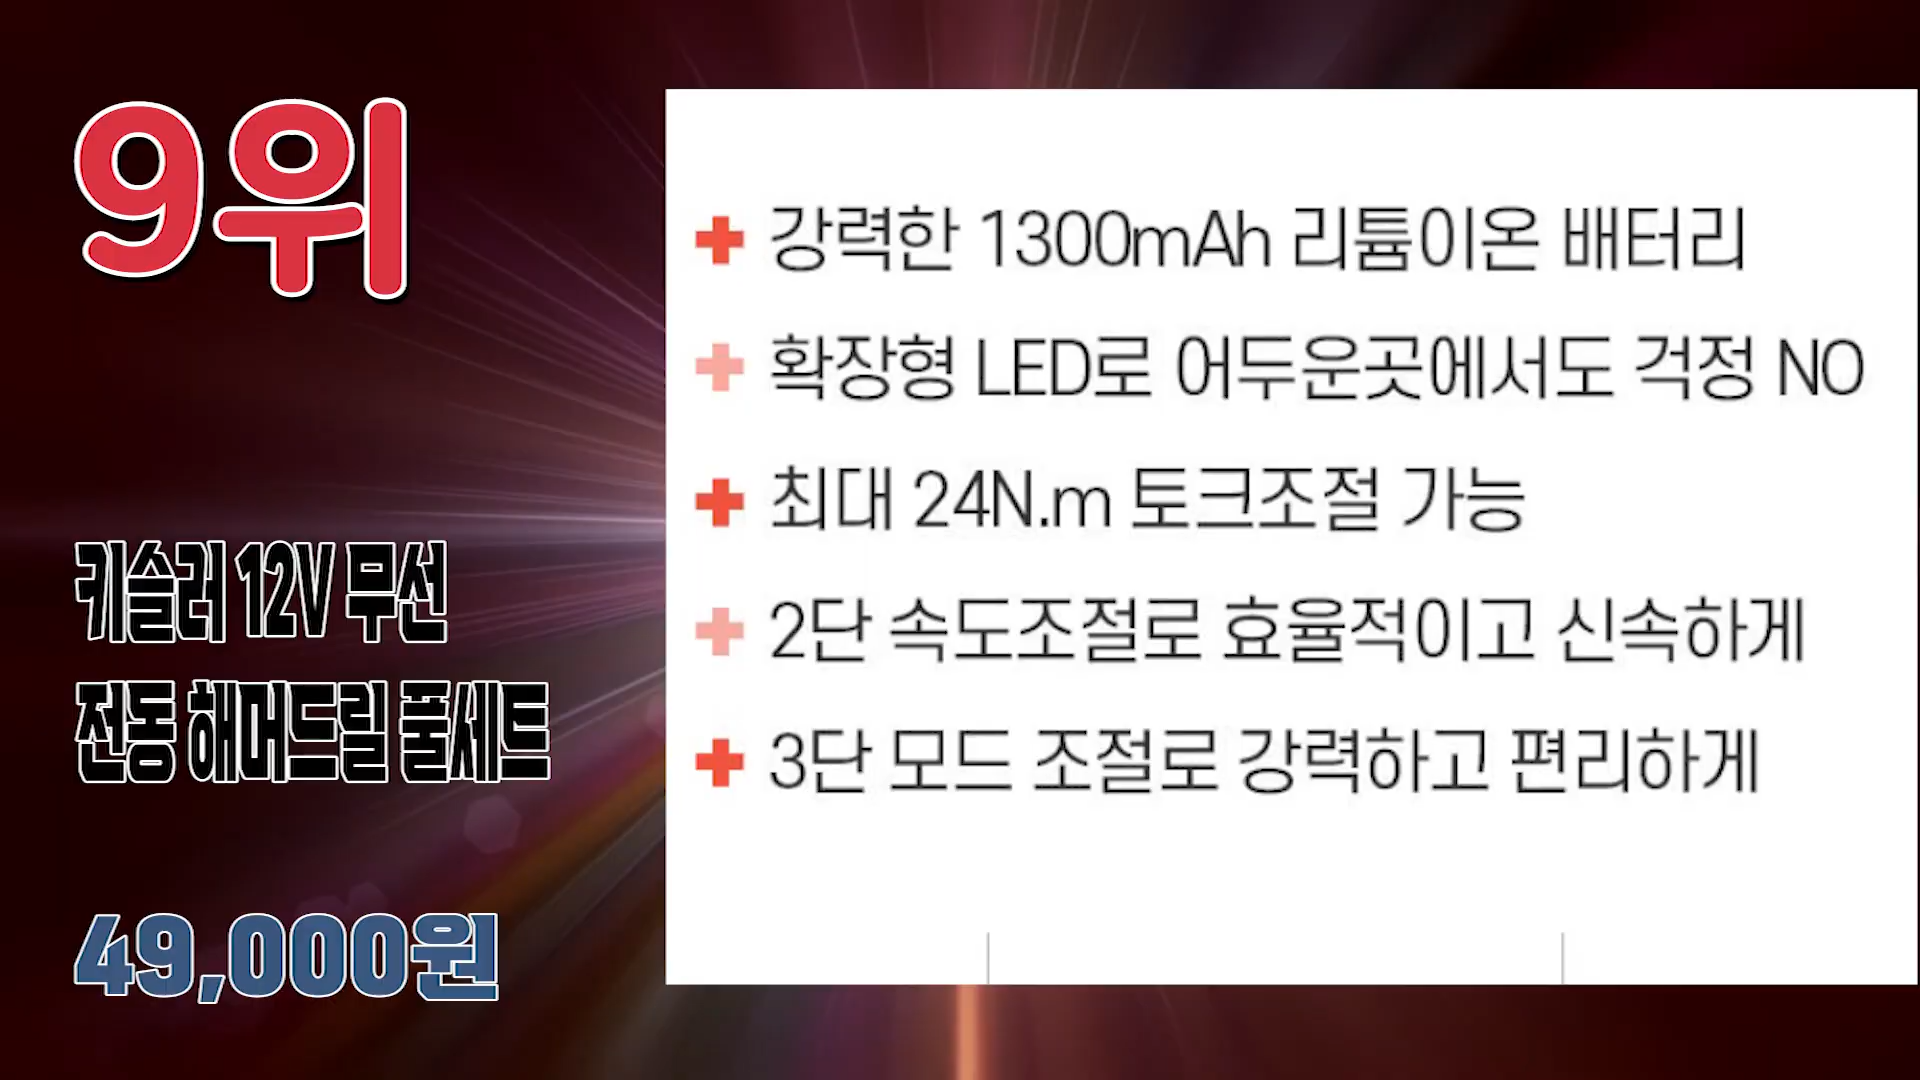 9위
키슬러 12V 무선
전동 해머드릴 풀세트
49,000원
강력한 1300mAh 리튬이온 배터리
확장형 LED로 어두운곳에서도 걱정 NO
최대 24N.m 토크조절 가능
2단 속도조절로 효율적이고 신속하게
3단 모드 조절로 강력하고 편리하게